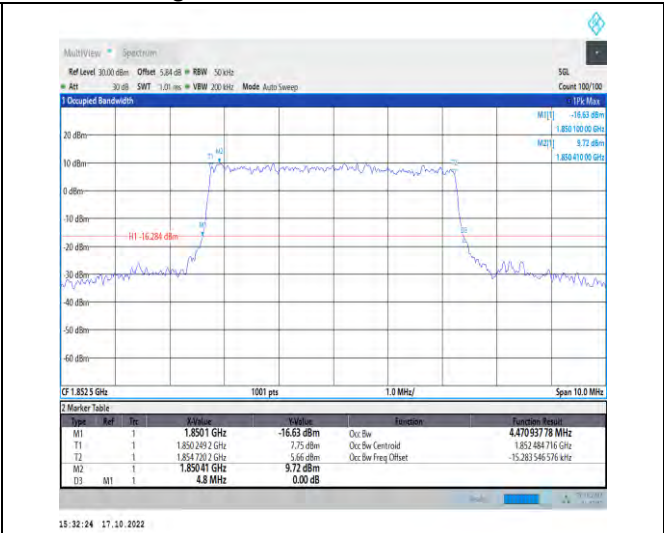 MultiView Spectrum
Ref Level 30.00 dBm Offset 5.84 dB RBW 50 kHz SGL
Att 30 dB SWT 1.01 ms VBW 200 kHz Mode Auto Sweep Count 100/100
1 Occupied Bandwidth 1Pk Max
M1[1] -16.63 dBm
1.850 100 00 GHz
M2[1] 9.72 dBm
1.850 410 00 GHz
20 dBm
T1 M2 T2
10 dBm
0 dBm
-10 dBm
M1 D3
H1 -16.284 dBm
-20 dBm
-30 dBm
-40 dBm
-50 dBm
-60 dBm
CF 1.852 5 GHz 1001 pts 1.0 MHz/ Span 10.0 MHz
2 Marker Table
Type Ref Trc X-Value Y-Value Function Function Result
M1 1 1.8501 GHz -16.63 dBm Occ Bw 4.470 937 78 MHz
T1 1 1.850 249 2 GHz 7.75 dBm Occ Bw Centroid 1.852 484 716 GHz
T2 1 1.854 720 2 GHz 5.66 dBm Occ Bw Freq Offset -15.283 546 576 kHz
M2 1 1.85041 GHz 9.72 dBm
D3 M1 1 4.8 MHz 0.00 dB
15:32:24 17.10.2022